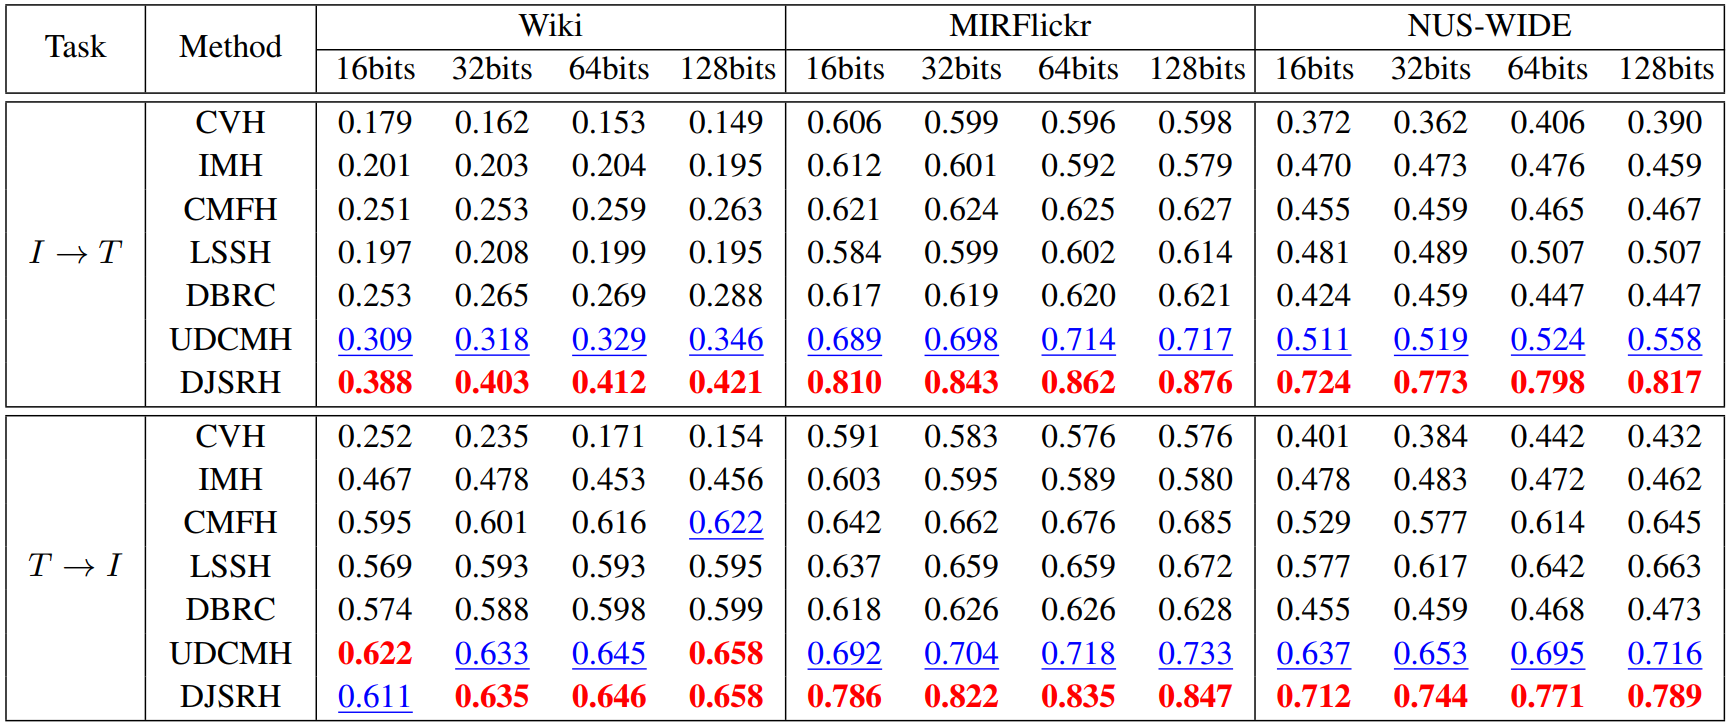 Task Method Wiki MIRFlickr NUS-WIDE
16bits 32bits 64bits 128bits 16bits 32bits 64bits 128bits 16bits 32bits 64bits 128bits
CVH 0.179 0.162 0.153 0.149 0.606 0.599 0.596 0.598 0.372 0.362 0.406 0.390
IMH 0.201 0.203 0.204 0.195 0.612 0.601 0.592 0.579 0.470 0.473 0.476 0.459
CMFH 0.251 0.253 0.259 0.263 0.621 0.624 0.625 0.627 0.455 0.459 0.465 0.467
I → T LSSH 0.197 0.208 0.199 0.195 0.584 0.599 0.602 0.614 0.481 0.489 0.507 0.507
DBRC 0.253 0.265 0.269 0.288 0.617 0.619 0.620 0.621 0.424 0.459 0.447 0.447
UDCMH 0.309 0.318 0.329 0.346 0.689 0.698 0.714 0.717 0.511 0.519 0.524 0.558
DJSRH 0.388 0.403 0.412 0.421 0.810 0.843 0.862 0.876 0.724 0.773 0.798 0.817
CVH 0.252 0.235 0.171 0.154 0.591 0.583 0.576 0.576 0.401 0.384 0.442 0.432
IMH 0.467 0.478 0.453 0.456 0.603 0.595 0.589 0.580 0.478 0.483 0.472 0.462
CMFH 0.595 0.601 0.616 0.622 0.642 0.662 0.676 0.685 0.529 0.577 0.614 0.645
T → I LSSH 0.569 0.593 0.593 0.595 0.637 0.659 0.659 0.672 0.577 0.617 0.642 0.663
DBRC 0.574 0.588 0.598 0.599 0.618 0.626 0.626 0.628 0.455 0.459 0.468 0.473
UDCMH 0.622 0.633 0.645 0.658 0.692 0.704 0.718 0.733 0.637 0.653 0.695 0.716
DJSRH 0.611 0.635 0.646 0.658 0.786 0.822 0.835 0.847 0.712 0.744 0.771 0.789